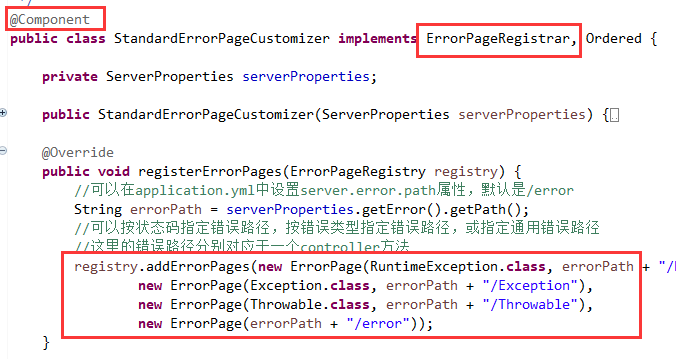 */
@Component
public class StandardErrorPageCustomizer implements ErrorPageRegistrar, Ordered {
private ServerProperties serverProperties;
public StandardErrorPageCustomizer(ServerProperties serverProperties) {
@Override
public void registerErrorPages(ErrorPageRegistry registry) {
//可以在application.yml中设置server.error.path属性，默认是/error
String errorPath = serverProperties.getError().getPath();
//可以按状态码指定错误路径，按错误类型指定错误路径，或指定通用错误路径
//这里的错误路径分别对应于一个controller方法
registry.addErrorPages(new ErrorPage(RuntimeException.class, errorPath + "/
new ErrorPage(Exception.class, errorPath + "/Exception"),
new ErrorPage(Throwable.class, errorPath + "/Throwable"),
new ErrorPage(errorPath + "/error"));
}